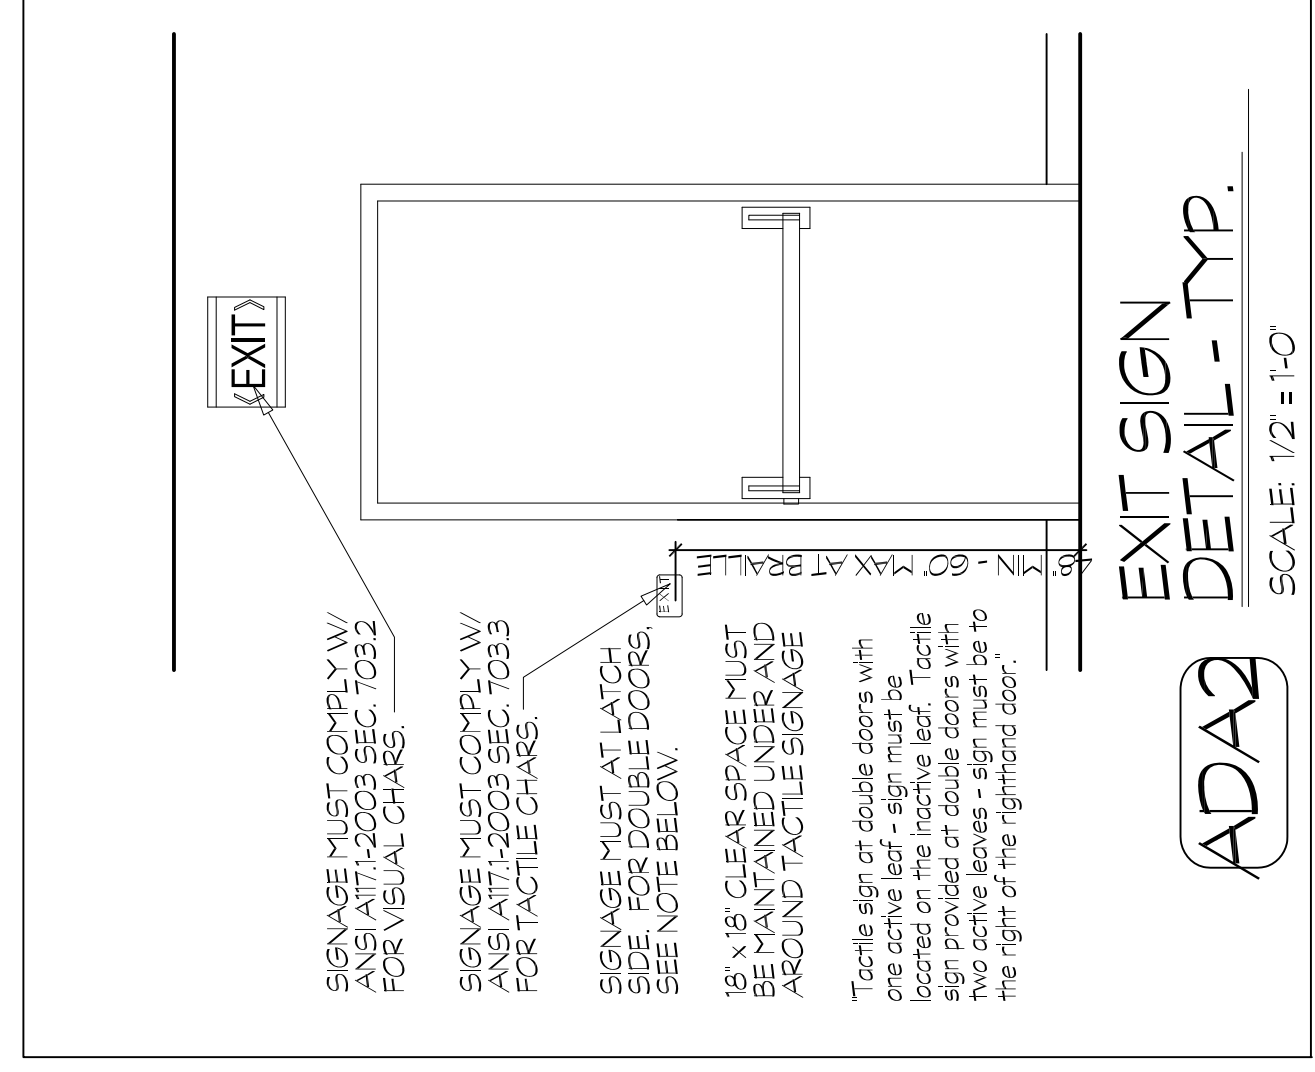 EXIT
SIGNAGE MUST COMPLY W/
ANSI A117.1-2003 SEC. 703.2
FOR VISUAL CHARS.
SIGNAGE MUST COMPLY W/
ANSI A117.1-2003 SEC. 703.3
FOR TACTILE CHARS.
EXIT
SIGNAGE MUST AT LATCH
SIDE. FOR DOUBLE DOORS,
SEE NOTE BELOW.
48" MIN - 60" MAX AT BRAILLE
18" x 18" CLEAR SPACE MUST
BE MAINTAINED UNDER AND
AROUND TACTILE SIGNAGE
"Tactile sign at double doors with
one active leaf - sign must be
located on the inactive leaf. Tactile
sign provided at double doors with
two active leaves - sign must be to
the right of the righthand door."
ADA2
EXIT SIGN
DETAIL - TYP.
SCALE: 1/2" = 1'-0"